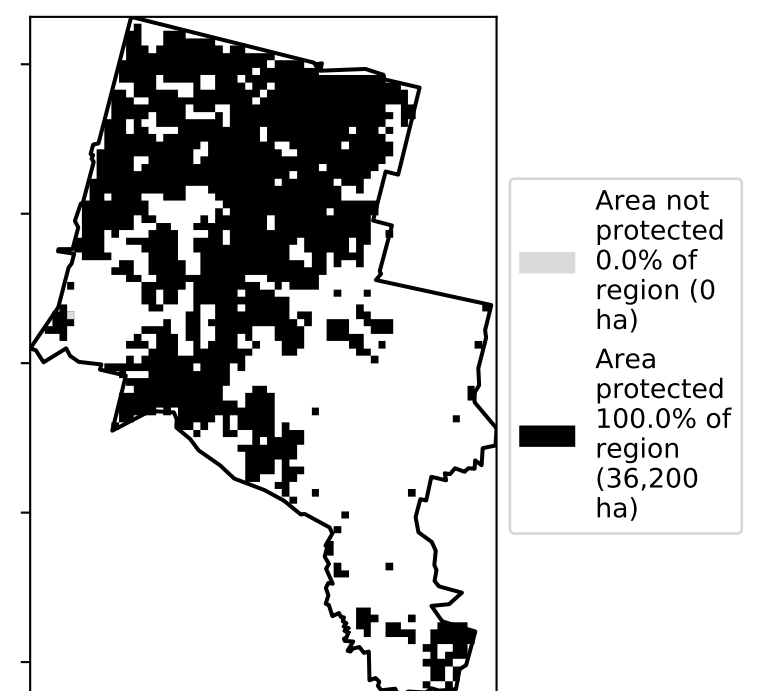 Area not
protected
0.0% of
region (0
ha)
Area
protected
100.0% of
region
(36,200
ha)